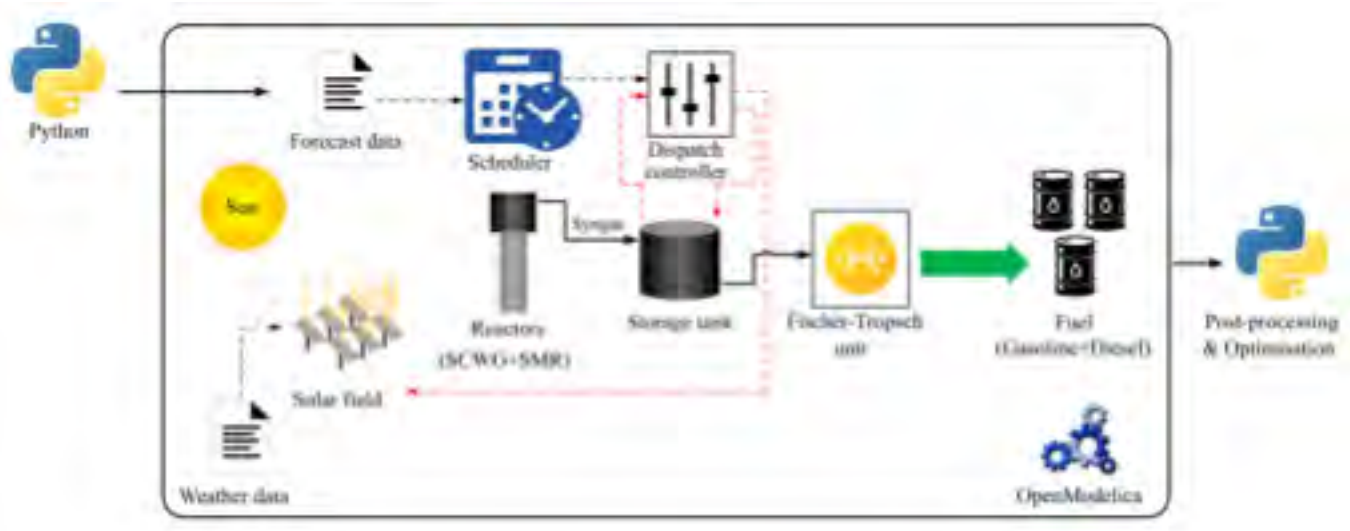 Python
Forecast data
Scheduler
Dispatch
controller
Sun
Syngas
Reactors
(SCWG+SMR)
Storage tank
Fischer-Tropsch
unit
Fuel
(Gasoline+Diesel)
Post-processing
& Optimisation
Solar field
Weather data
OpenModelica